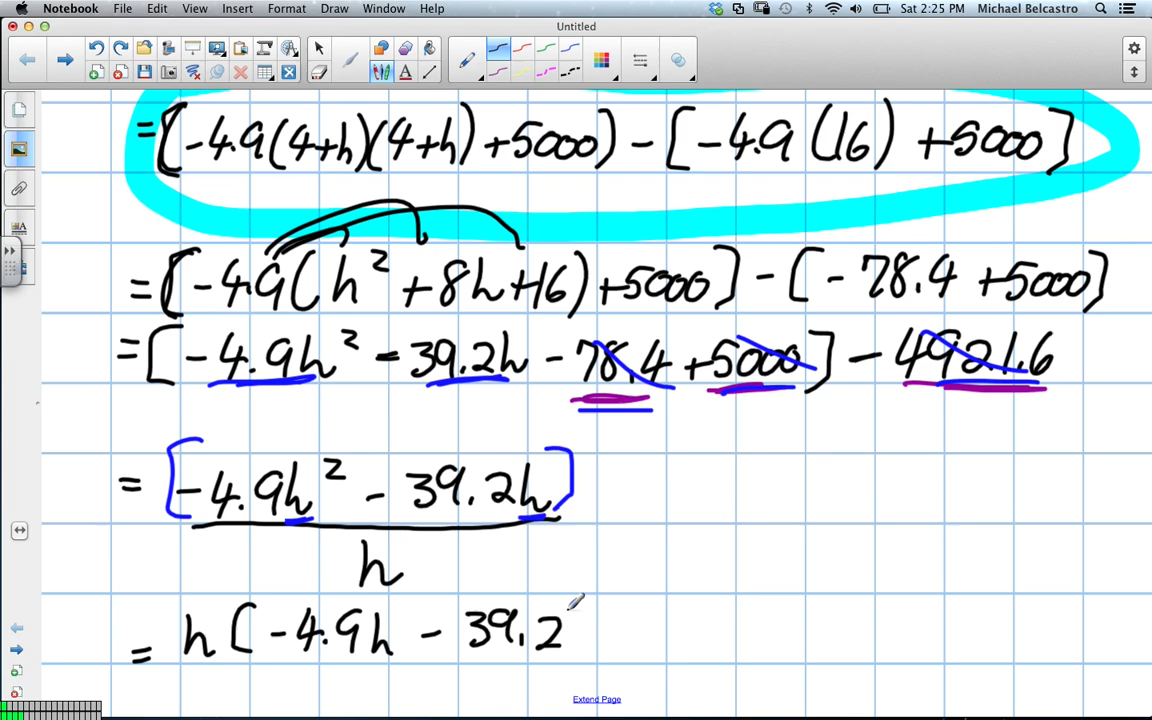 Notebook File Edit View Insert Format Draw Window Help Sat 2:25 PM Michael Belcastro
Untitled
=[-4.9(4+h)(4+h)+5000]-[-4.9(16)+5000]
=[-4.9(h²+8h+16)+5000]-[-78.4+5000]
=[-4.9h²-39.2h-78.4+5000]-4921.6
=[-4.9h²-39.2h]
h
=h[-4.9h-39.2
Extend Page